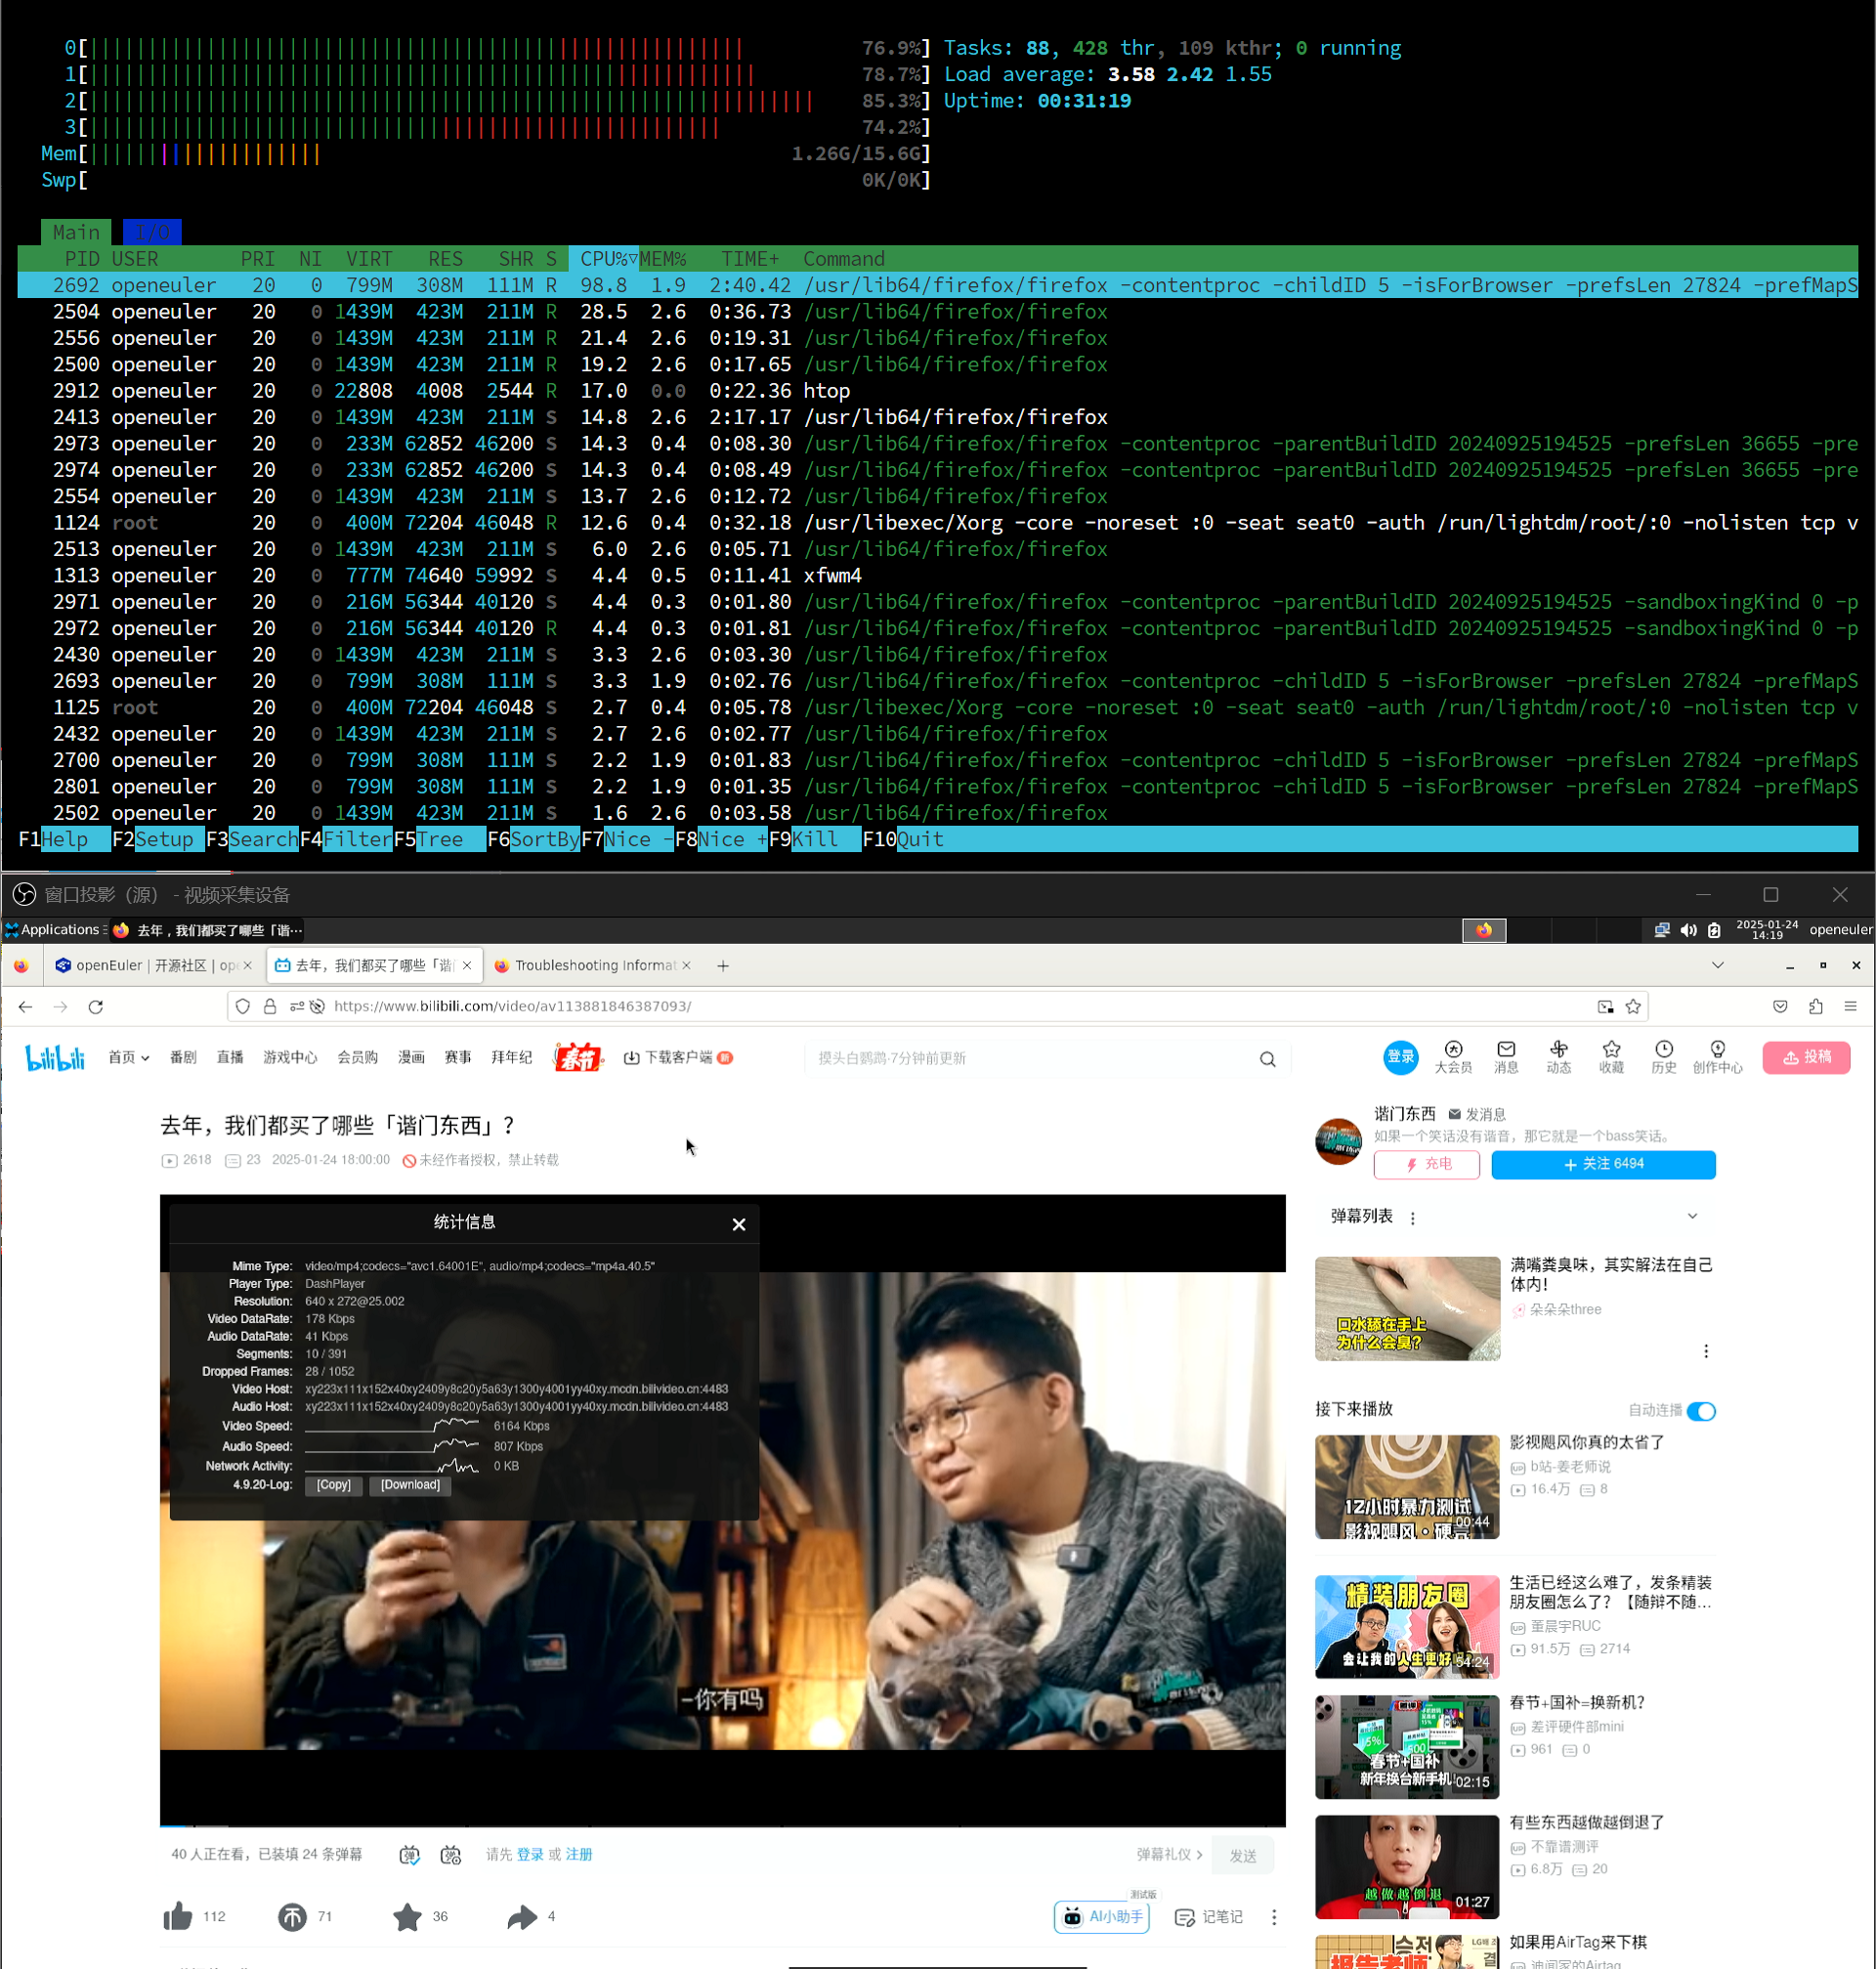 0[ 76.9%] Tasks: 88, 428 thr, 109 kthr; 0 running
1[ 78.7%] Load average: 3.58 2.42 1.55
2[ 85.3%] Uptime: 00:31:19
3[ 74.2%]
Mem[ 1.26G/15.6G]
Swp[ 0K/0K]
Main I/O
PID USER PRI NI VIRT RES SHR S CPU%▽MEM% TIME+ Command
2692 openeuler 20 0 799M 308M 111M R 98.8 1.9 2:40.42 /usr/lib64/firefox/firefox -contentproc -childID 5 -isForBrowser -prefsLen 27824 -prefMapS
2504 openeuler 20 0 1439M 423M 211M R 28.5 2.6 0:36.73 /usr/lib64/firefox/firefox
2556 openeuler 20 0 1439M 423M 211M R 21.4 2.6 0:19.31 /usr/lib64/firefox/firefox
2500 openeuler 20 0 1439M 423M 211M R 19.2 2.6 0:17.65 /usr/lib64/firefox/firefox
2912 openeuler 20 0 22808 4008 2544 R 17.0 0.0 0:22.36 htop
2413 openeuler 20 0 1439M 423M 211M S 14.8 2.6 2:17.17 /usr/lib64/firefox/firefox
2973 openeuler 20 0 233M 62852 46200 S 14.3 0.4 0:08.30 /usr/lib64/firefox/firefox -contentproc -parentBuildID 20240925194525 -prefsLen 36655 -pre
2974 openeuler 20 0 233M 62852 46200 S 14.3 0.4 0:08.49 /usr/lib64/firefox/firefox -contentproc -parentBuildID 20240925194525 -prefsLen 36655 -pre
2554 openeuler 20 0 1439M 423M 211M S 13.7 2.6 0:12.72 /usr/lib64/firefox/firefox
1124 root 20 0 400M 72204 46048 R 12.6 0.4 0:32.18 /usr/libexec/Xorg -core -noreset :0 -seat seat0 -auth /run/lightdm/root/:0 -nolisten tcp v
2513 openeuler 20 0 1439M 423M 211M S 6.0 2.6 0:05.71 /usr/lib64/firefox/firefox
1313 openeuler 20 0 777M 74640 59992 S 4.4 0.5 0:11.41 xfwm4
2971 openeuler 20 0 216M 56344 40120 S 4.4 0.3 0:01.80 /usr/lib64/firefox/firefox -contentproc -parentBuildID 20240925194525 -sandboxingKind 0 -p
2972 openeuler 20 0 216M 56344 40120 R 4.4 0.3 0:01.81 /usr/lib64/firefox/firefox -contentproc -parentBuildID 20240925194525 -sandboxingKind 0 -p
2430 openeuler 20 0 1439M 423M 211M S 3.3 2.6 0:03.30 /usr/lib64/firefox/firefox
2693 openeuler 20 0 799M 308M 111M S 3.3 1.9 0:02.76 /usr/lib64/firefox/firefox -contentproc -childID 5 -isForBrowser -prefsLen 27824 -prefMapS
1125 root 20 0 400M 72204 46048 S 2.7 0.4 0:05.78 /usr/libexec/Xorg -core -noreset :0 -seat seat0 -auth /run/lightdm/root/:0 -nolisten tcp v
2432 openeuler 20 0 1439M 423M 211M S 2.7 2.6 0:02.77 /usr/lib64/firefox/firefox
2700 openeuler 20 0 799M 308M 111M S 2.2 1.9 0:01.83 /usr/lib64/firefox/firefox -contentproc -childID 5 -isForBrowser -prefsLen 27824 -prefMapS
2801 openeuler 20 0 799M 308M 111M S 2.2 1.9 0:01.35 /usr/lib64/firefox/firefox -contentproc -childID 5 -isForBrowser -prefsLen 27824 -prefMapS
2502 openeuler 20 0 1439M 423M 211M S 1.6 2.6 0:03.58 /usr/lib64/firefox/firefox
F1Help F2Setup F3SearchF4FilterF5Tree F6SortByF7Nice -F8Nice +F9Kill F10Quit
窗口投影（源） - 视频采集设备
Applications 去年，我们都买了哪些「谐… 2025-01-24 14:19 openeuler
openEuler | 开源社区 | ope 去年，我们都买了哪些「谐 Troubleshooting Informat
https://www.bilibili.com/video/av113881846387093/
bilibili 首页 番剧 直播 游戏中心 会员购 漫画 赛事 拜年纪 春节 下载客户端 新 摸头白鹦鹉·7分钟前更新 登录 大会员 消息 动态 收藏 历史 创作中心 投稿
去年，我们都买了哪些「谐门东西」？
2618 23 2025-01-24 18:00:00 未经作者授权，禁止转载
谐门东西 发消息
如果一个笑话没有谐音，那它就是一个bass笑话。
充电 + 关注 6494
统计信息
Mime Type: video/mp4;codecs="avc1.64001E", audio/mp4;codecs="mp4a.40.5"
Player Type: DashPlayer
Resolution: 640 x 272@25.002
Video DataRate: 178 Kbps
Audio DataRate: 41 Kbps
Segments: 10 / 391
Dropped Frames: 28 / 1052
Video Host: xy223x111x152x40xy2409y8c20y5a63y1300y4001yy40xy.mcdn.bilivideo.cn:4483
Audio Host: xy223x111x152x40xy2409y8c20y5a63y1300y4001yy40xy.mcdn.bilivideo.cn:4483
Video Speed: 6164 Kbps
Audio Speed: 807 Kbps
Network Activity: 0 KB
4.9.20-Log: [Copy] [Download]
-你有吗
40 人正在看，已装填 24 条弹幕 请先 登录 或 注册 弹幕礼仪 发送
112 71 36 4 测试版 AI小助手 记笔记
弹幕列表
口水舔在手上
为什么会臭?
满嘴粪臭味，其实解法在自己
体内!
朵朵朵three
接下来播放 自动连播
12小时暴力测试
影视飓风·硬壳
00:44
影视飓风你真的太省了
b站-姜老师说
16.4万 8
精装朋友圈
会让我的人生更好吗
54:24
生活已经这么难了，发条精装
朋友圈怎么了? 【随辩不随...
董晨宇RUC
91.5万 2714
15%
500
春节+国补
新年换台新手机!
02:15
春节+国补=换新机?
差评硬件部mini
961 0
越做越倒退
01:27
有些东西越做越倒退了
不靠谱测评
6.8万 20
报告老师
如果用AirTag来下棋
迪闻家的Airtag